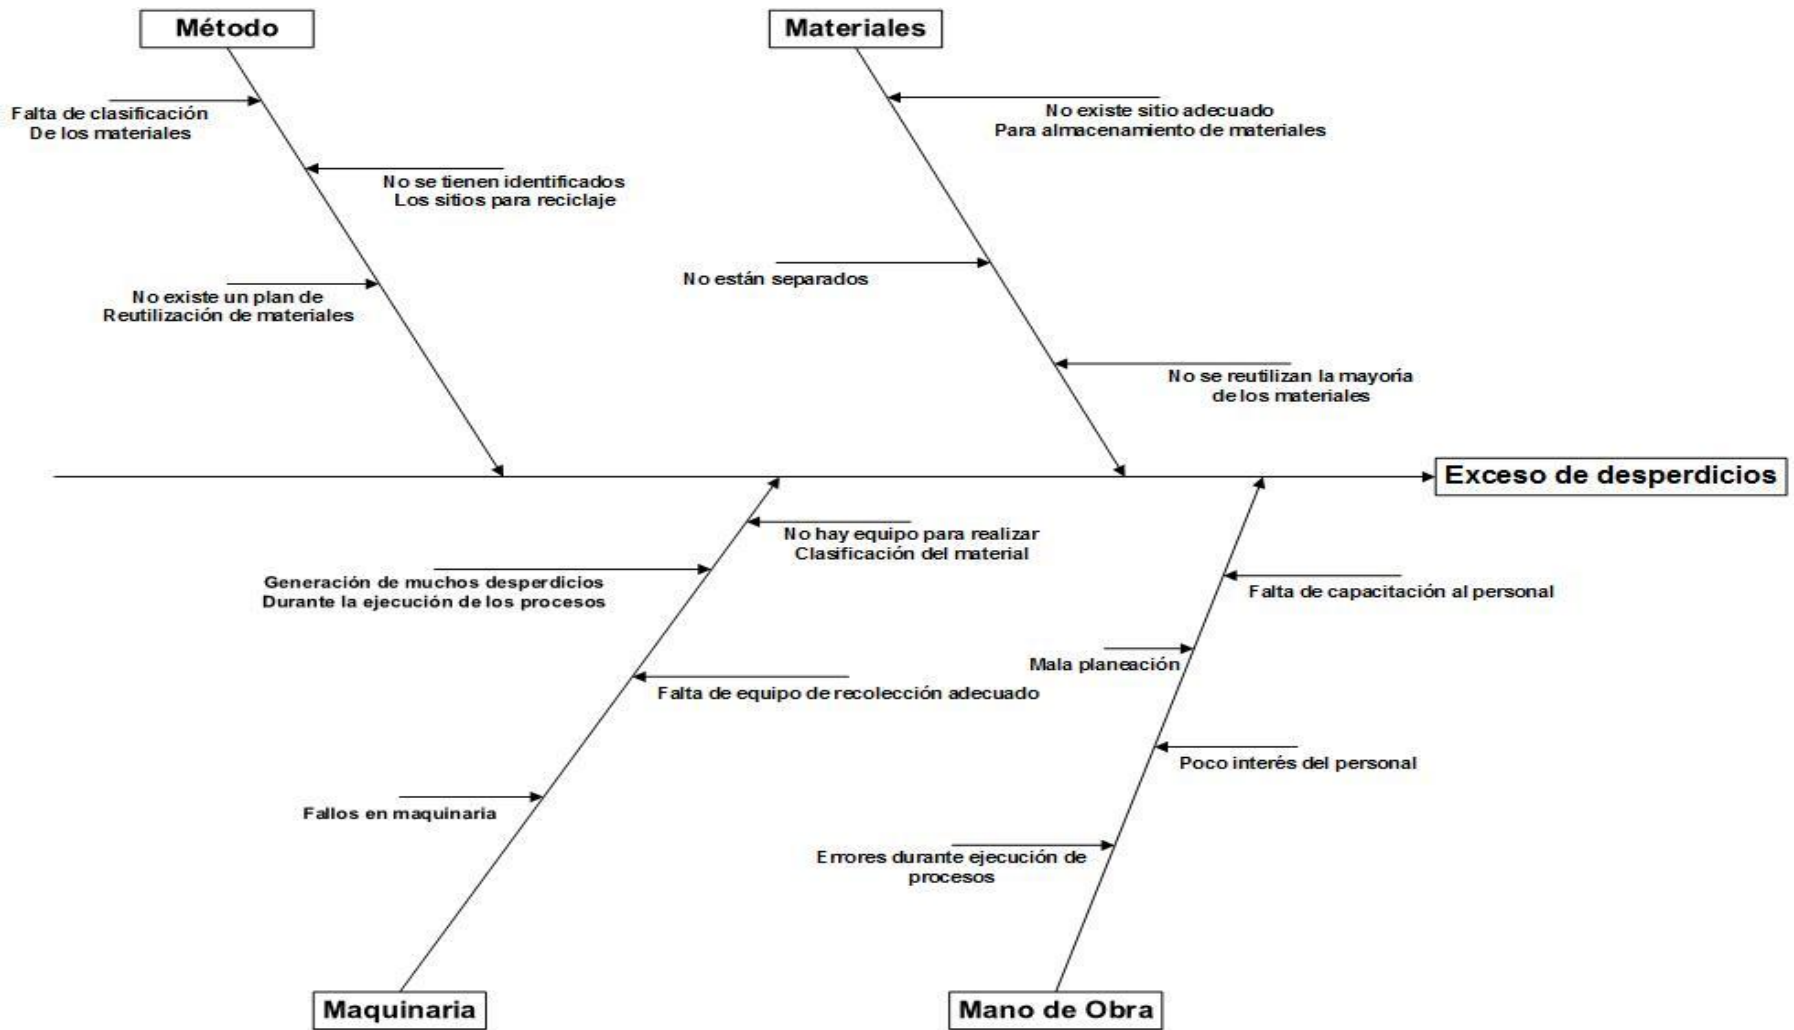 Método
Materiales
Falta de clasificación
De los materiales
No existe sitio adecuado
Para almacenamiento de materiales
No se tienen identificados
Los sitios para reciclaje
No están separados
No existe un plan de
Reutilización de materiales
No se reutilizan la mayoría
de los materiales
Exceso de desperdicios
No hay equipo para realizar
Clasificación del material
Generación de muchos desperdicios
Durante la ejecución de los procesos
Falta de capacitación al personal
Mala planeación
Falta de equipo de recolección adecuado
Poco interés del personal
Fallos en maquinaria
Errores durante ejecución de
procesos
Maquinaria
Mano de Obra